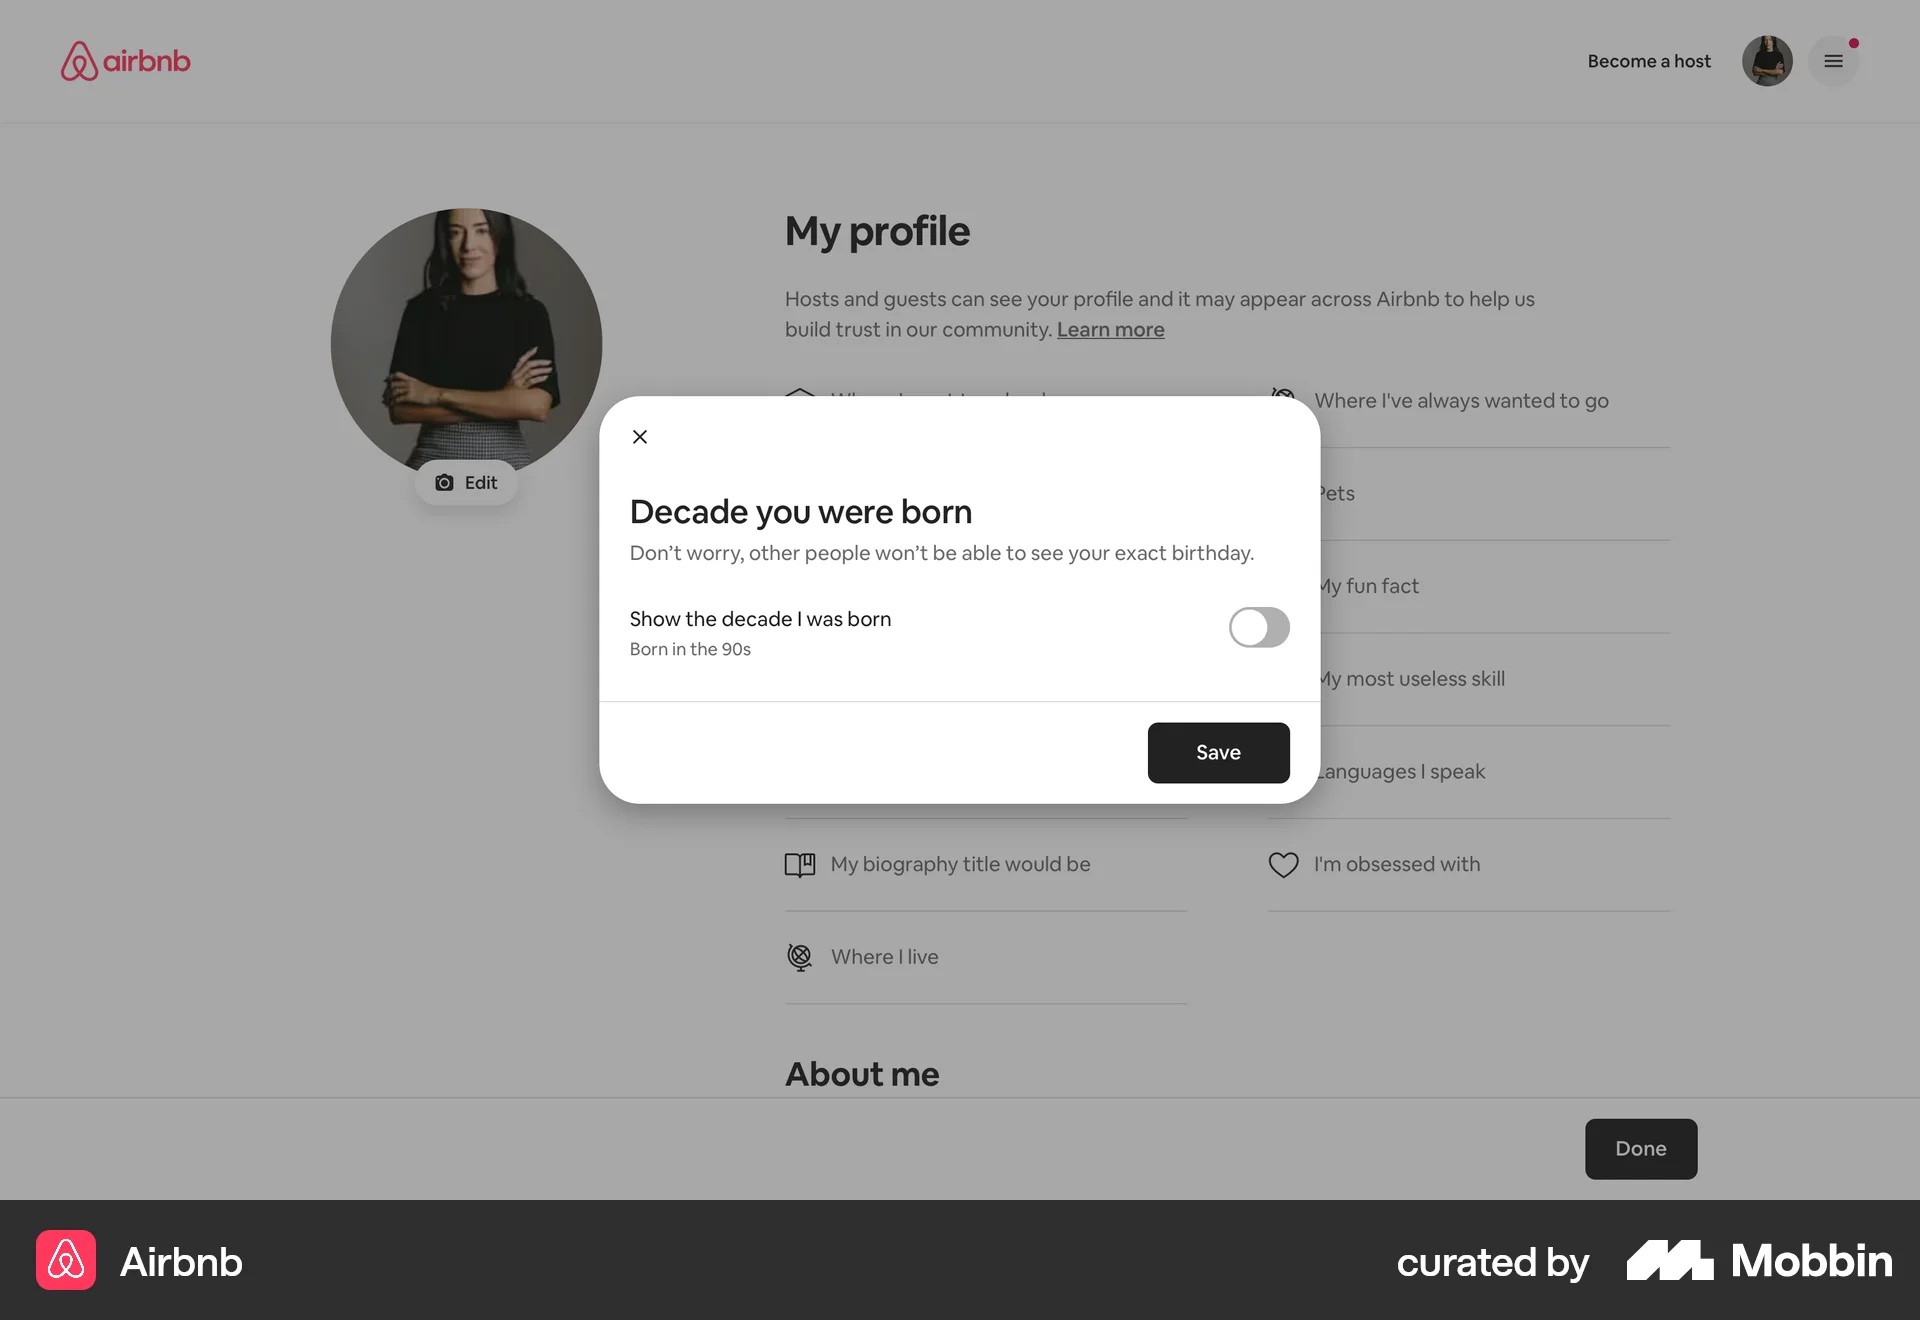 airbnb
Become a host
My profile
Hosts and guests can see your profile and it may appear across Airbnb to help us
build trust in our community. Learn more
Where I've always wanted to go
Edit
Decade you were born
Don’t worry, other people won’t be able to see your exact birthday.
Show the decade I was born
Born in the 90s
Save
Pets
My fun fact
My most useless skill
Languages I speak
My biography title would be
I'm obsessed with
Where I live
About me
Done
Airbnb
curated by Mobbin